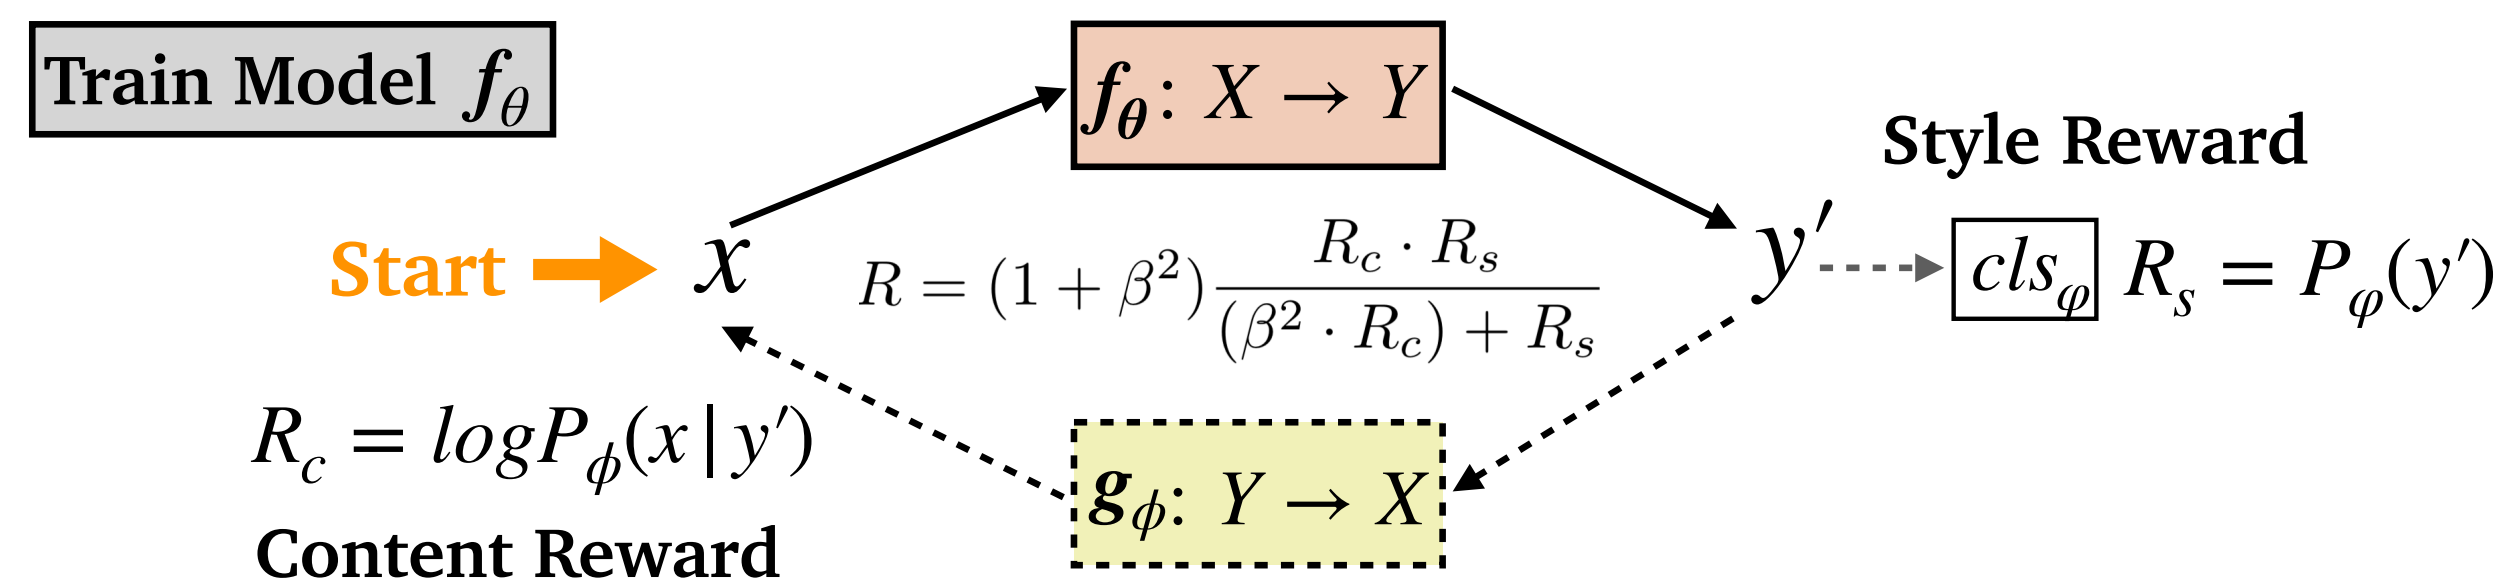 Train Model f_θ
f_θ: X → Y
Style Reward
Start
x
R = (1 + β²) (R_c · R_s) / ((β² · R_c) + R_s)
y′
cls_φ
R_s = P_φ(y′)
R_c = logP_ϕ(x|y′)
g_ϕ: Y → X
Content Reward